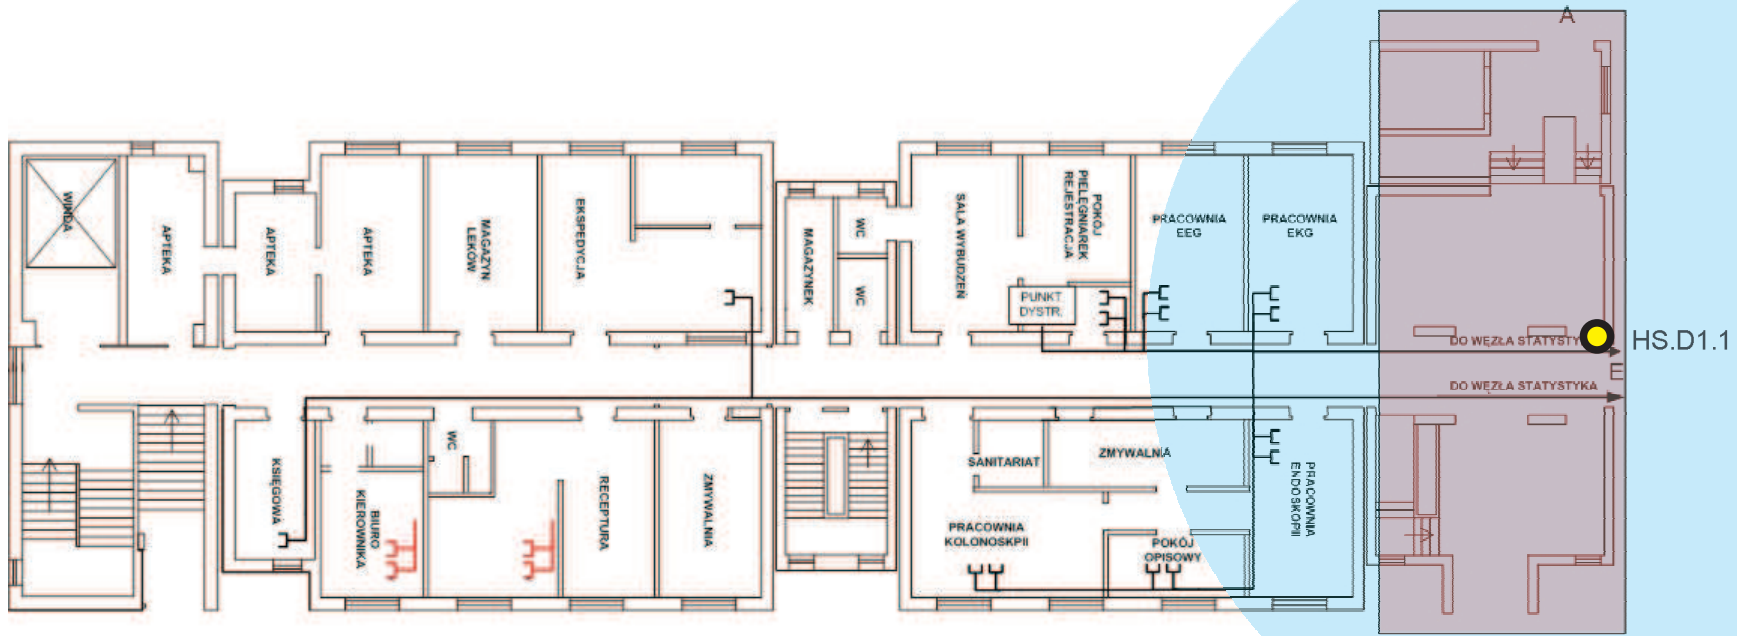 A
WINDA
APTEKA
APTEKA
APTEKA
MAGAZYN
LEKÓW
EKSPEDYCJA
MAGAZYNEK
WC
WC
SALA WYBUDZEŃ
POKÓJ
PIELĘGNIAREK
REJESTRACJA
PUNKT
DYSTR.
PRACOWNIA
EEG
PRACOWNIA
EKG
DO WĘZŁA STATYSTY
HS.D1.1
E
DO WĘZŁA STATYSTYKA
KSIĘGOWA
BIURO
KIEROWNIKA
WC
RECEPTURA
ZMYWALNIA
SANITARIAT
ZMYWALNIA
PRACOWNIA
KOLONOSKPII
POKÓJ
OPISOWY
PRACOWNIA
ENDOSKOPII